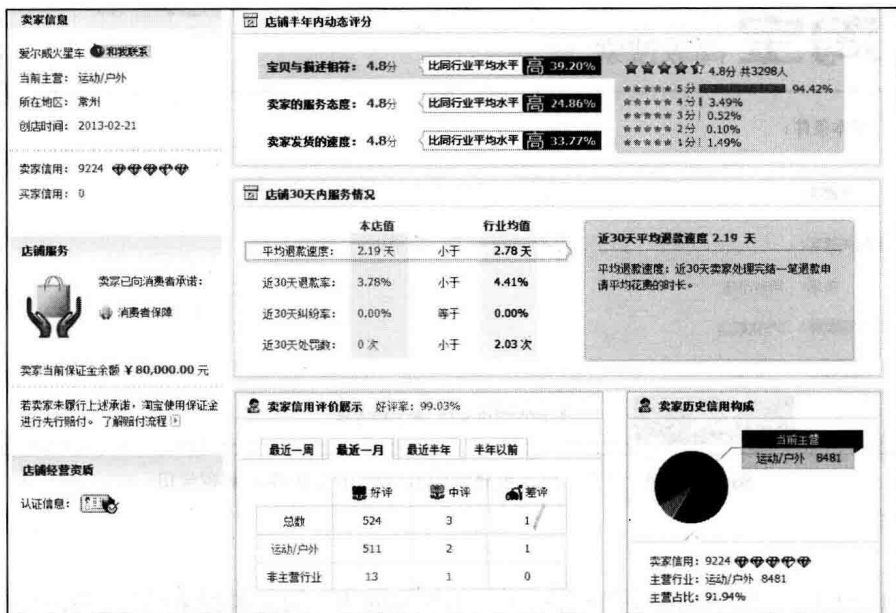 卖家信息
爱尔威火星车 和我联系
当前主营: 运动/户外
所在地区: 常州
创店时间: 2013-02-21
卖家信用: 9224
买家信用: 0
店铺服务
卖家已向消费者承诺:
消费者保障
卖家当前保证金余额 ¥80,000.00 元
若卖家未履行上述承诺,淘宝使用保证金
进行先行赔付。 了解赔付流程
店铺经营资质
认证信息:
店铺半年内动态评分
宝贝与描述相符: 4.8分 比同行业平均水平 高 39.20%
卖家的服务态度: 4.8分 比同行业平均水平 高 24.86%
卖家发货的速度: 4.8分 比同行业平均水平 高 33.77%
4.8分 共3298人
5分 94.42%
4分 3.49%
3分 0.52%
2分 0.10%
1分 1.49%
店铺30天内服务情况
本店值 行业均值
平均退款速度: 2.19 天 小于 2.78 天
近30天退款率: 3.78% 小于 4.41%
近30天纠纷率: 0.00% 等于 0.00%
近30天处罚数: 0 次 小于 2.03 次
近30天平均退款速度 2.19 天
平均退款速度: 近30天卖家处理完结一笔退款申
请平均花费的时长。
卖家信用评价展示 好评率: 99.03%
最近一周 最近一月 最近半年 半年以前
好评 中评 差评
总数 524 3 1
运动/户外 511 2 1
非主营行业 13 1 0
卖家历史信用构成
当前主营
运动/户外 8481
卖家信用: 9224
主营行业: 运动/户外 8481
主营占比: 91.94%